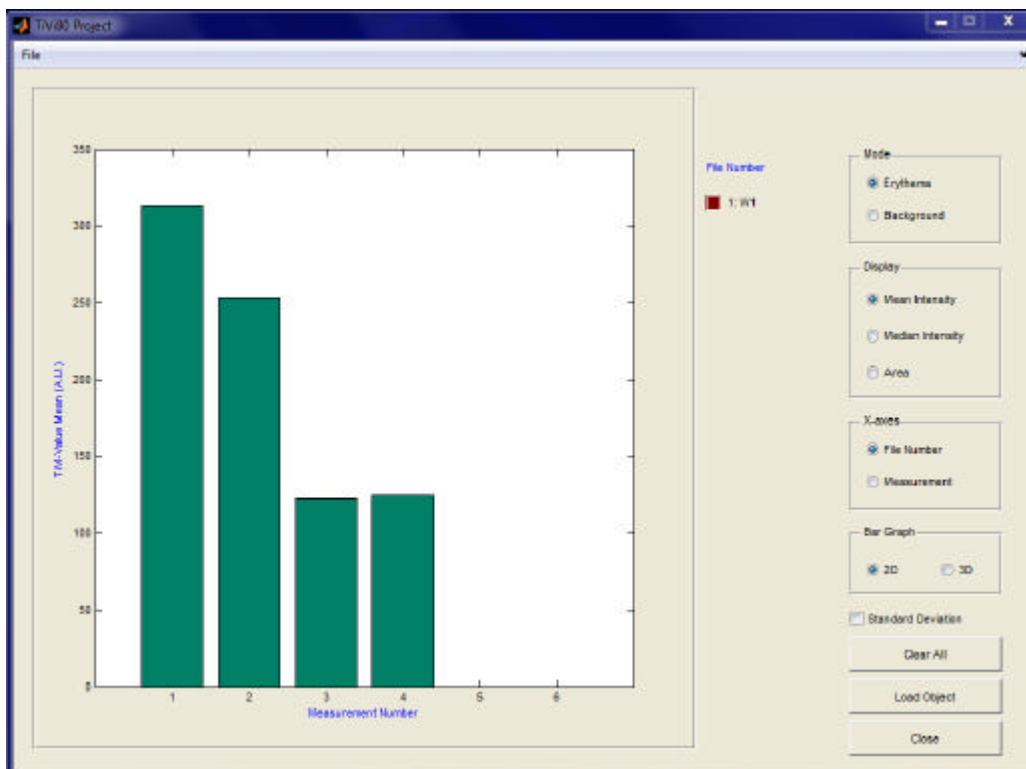 TiVi80 Project
File
350
300
250
200
150
100
50
0
TiVi-Value Mean (A.U.)
1 2 3 4 5 6
Measurement Number
File Number
1: W1
Mode
Erythema
Background
Display
Mean Intensity
Median Intensity
Area
X-axes
File Number
Measurement
Bar Graph
2D 3D
Standard Deviation
Clear All
Load Object
Close